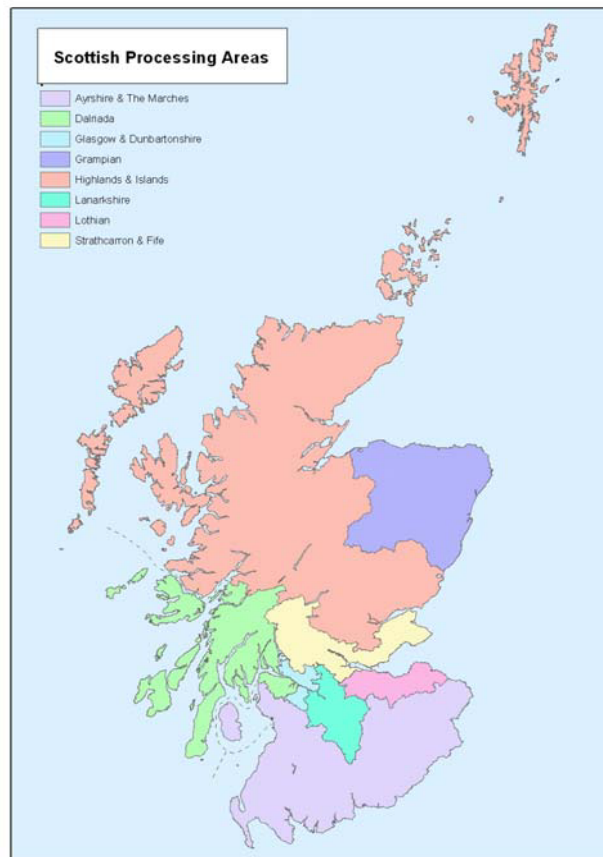 Scottish Processing Areas
Ayrshire & The Marches
Dalriada
Glasgow & Dunbartonshire
Grampian
Highlands & Islands
Lanarkshire
Lothian
Strathcarron & Fife